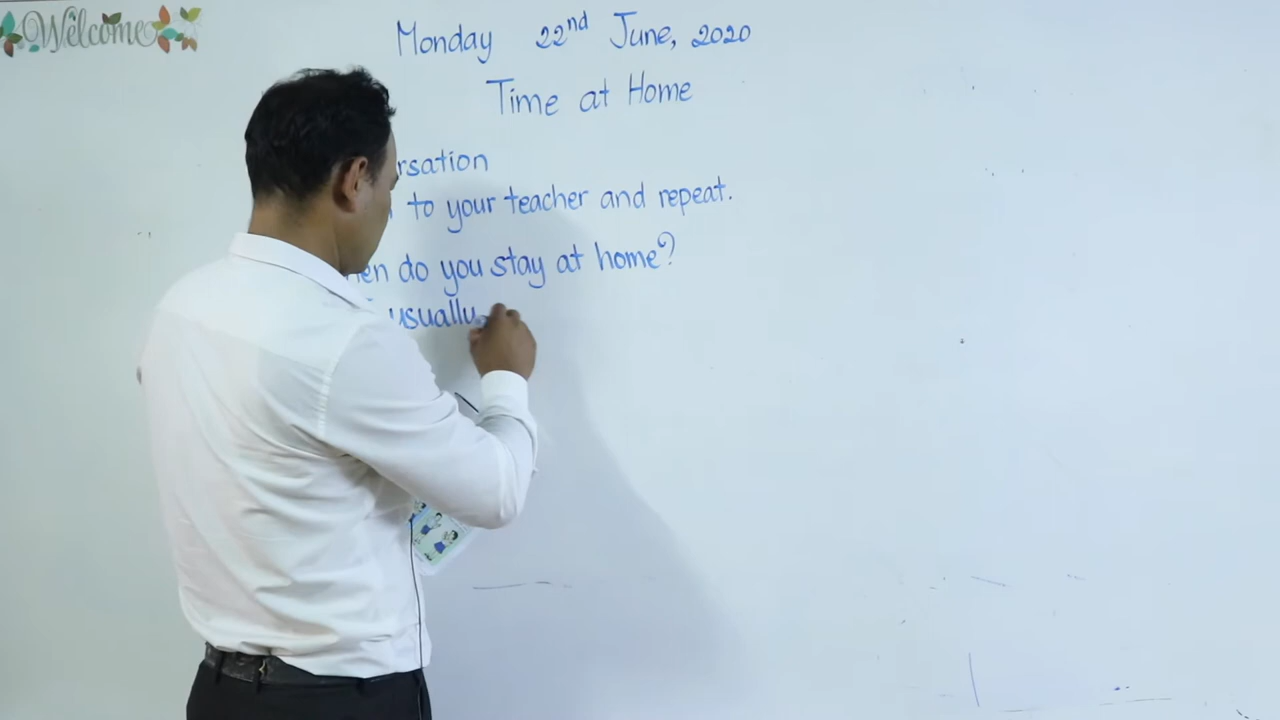 Welcome
Monday 22nd June, 2020
Time at Home
rsation
to your teacher and repeat.
en do you stay at home?
usually